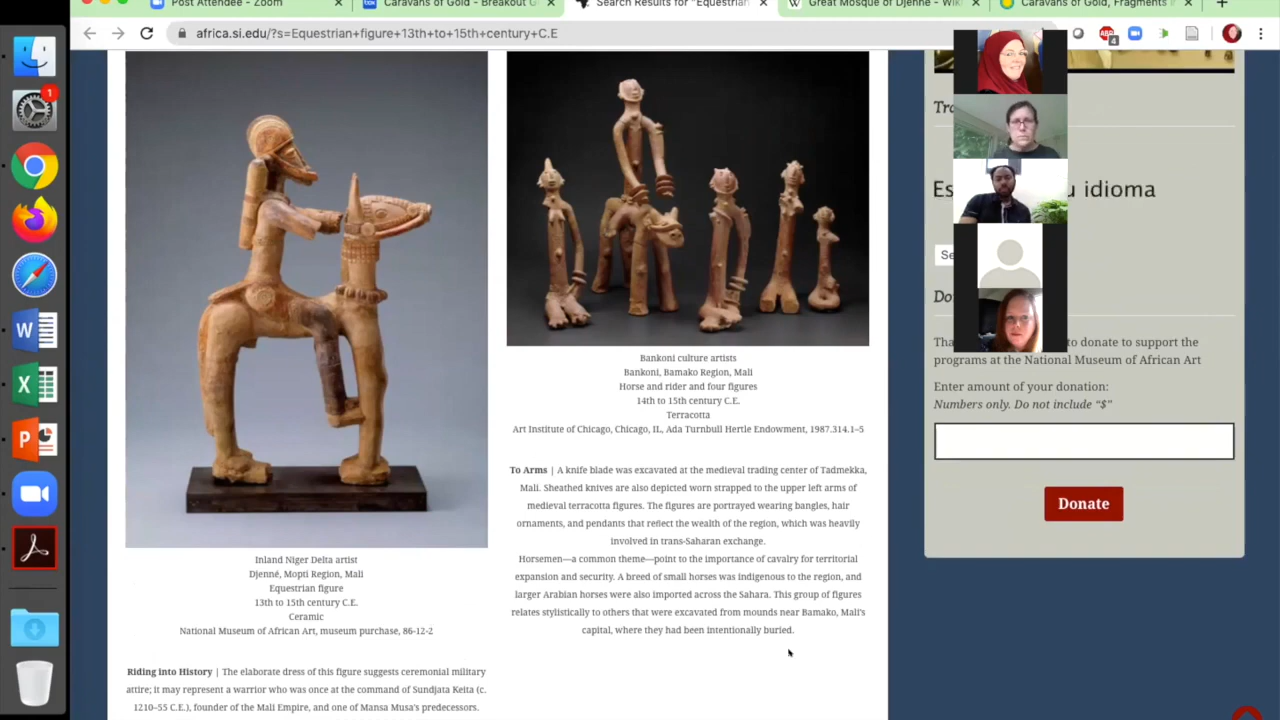 Post Attendee - Zoom
Caravans of Gold - Breakout G
Search Results for "Equestrian
Great Mosque of Djenne - Wiki
Caravans of Gold, Fragments i
africa.si.edu/?s=Equestrian+figure+13th+to+15th+century+C.E
4
1
Inland Niger Delta artist
Djenné, Mopti Region, Mali
Equestrian figure
13th to 15th century C.E.
Ceramic
National Museum of African Art, museum purchase, 86-12-2
Riding into History | The elaborate dress of this figure suggests ceremonial military
attire; it may represent a warrior who was once at the command of Sundjata Keita (c.
1210–55 C.E.), founder of the Mali Empire, and one of Mansa Musa's predecessors.
Bankoni culture artists
Bankoni, Bamako Region, Mali
Horse and rider and four figures
14th to 15th century C.E.
Terracotta
Art Institute of Chicago, Chicago, IL, Ada Turnbull Hertle Endowment, 1987.314.1–5
To Arms | A knife blade was excavated at the medieval trading center of Tadmekka,
Mali. Sheathed knives are also depicted worn strapped to the upper left arms of
medieval terracotta figures. The figures are portrayed wearing bangles, hair
ornaments, and pendants that reflect the wealth of the region, which was heavily
involved in trans-Saharan exchange.
Horsemen—a common theme—point to the importance of cavalry for territorial
expansion and security. A breed of small horses was indigenous to the region, and
larger Arabian horses were also imported across the Sahara. This group of figures
relates stylistically to others that were excavated from mounds near Bamako, Mali's
capital, where they had been intentionally buried.
idioma
to donate to support the
programs at the National Museum of African Art
Enter amount of your donation:
Numbers only. Do not include “$”
Donate
W
X
P